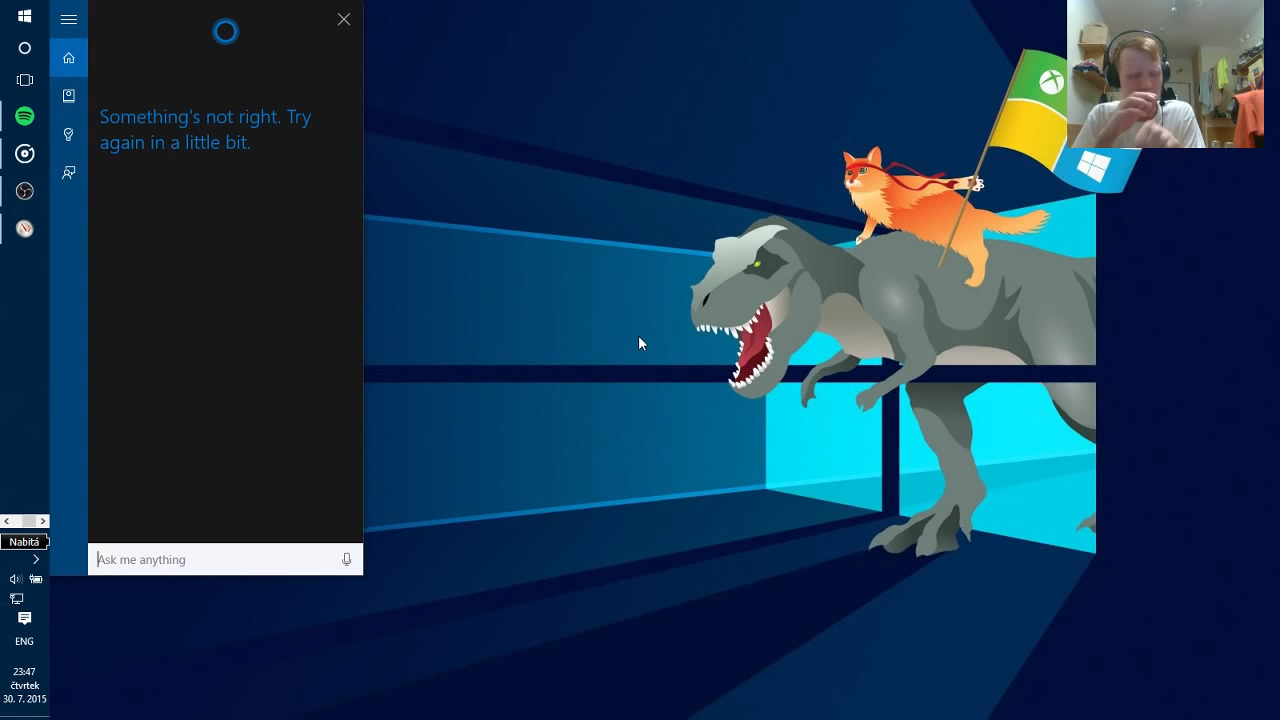 Something's not right. Try
again in a little bit.
Ask me anything
Nabitá
ENG
23:47
čtvrtek
30. 7. 2015